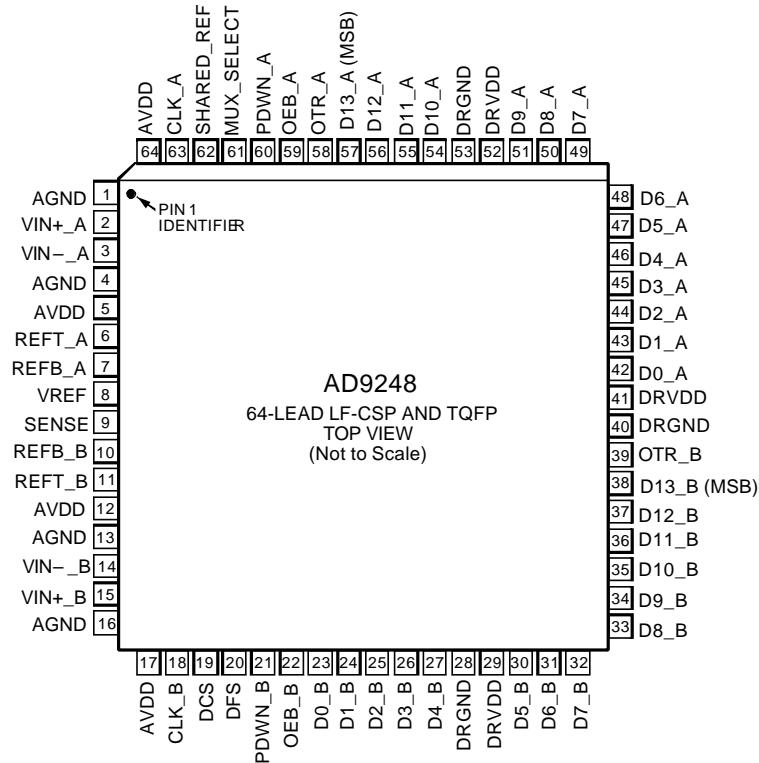 AVDD
CLK_A
SHARED_REF
MUX_SELECT
PDWN_A
OEB_A
OTR_A
D13_A (MSB)
D12_A
D11_A
D10_A
DRGND
DRVDD
D9_A
D8_A
D7_A
64 63 62 61 60 59 58 57 56 55 54 53 52 51 50 49
AGND 1
VIN+_A 2
VIN–_A 3
AGND 4
AVDD 5
REFT_A 6
REFB_A 7
VREF 8
SENSE 9
REFB_B 10
REFT_B 11
AVDD 12
AGND 13
VIN–_B 14
VIN+_B 15
AGND 16
PIN 1
IDENTIFIER
AD9248
64-LEAD LF-CSP AND TQFP
TOP VIEW
(Not to Scale)
48 D6_A
47 D5_A
46 D4_A
45 D3_A
44 D2_A
43 D1_A
42 D0_A
41 DRVDD
40 DRGND
39 OTR_B
38 D13_B (MSB)
37 D12_B
36 D11_B
35 D10_B
34 D9_B
33 D8_B
17 18 19 20 21 22 23 24 25 26 27 28 29 30 31 32
AVDD
CLK_B
DCS
DFS
PDWN_B
OEB_B
D0_B
D1_B
D2_B
D3_B
D4_B
DRGND
DRVDD
D5_B
D6_B
D7_B